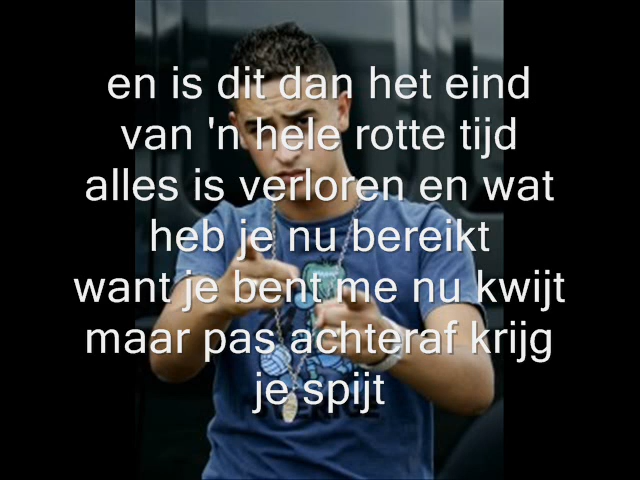 en is dit dan het eind
van 'n hele rotte tijd
alles is verloren en wat
heb je nu bereikt
want je bent me nu kwijt
maar pas achteraf krijg
je spijt